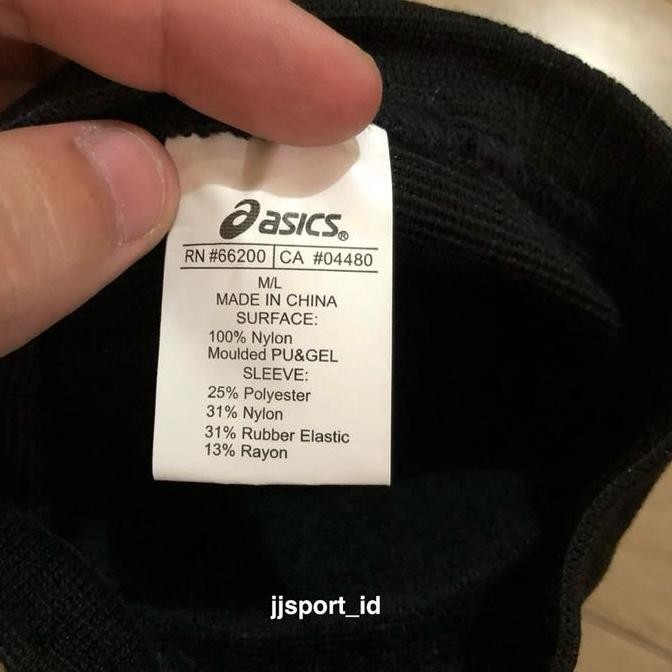 asics®
RN #66200 | CA #04480
M/L
MADE IN CHINA
SURFACE:
100% Nylon
Moulded PU&GEL
SLEEVE:
25% Polyester
31% Nylon
31% Rubber Elastic
13% Rayon
jjsport_id